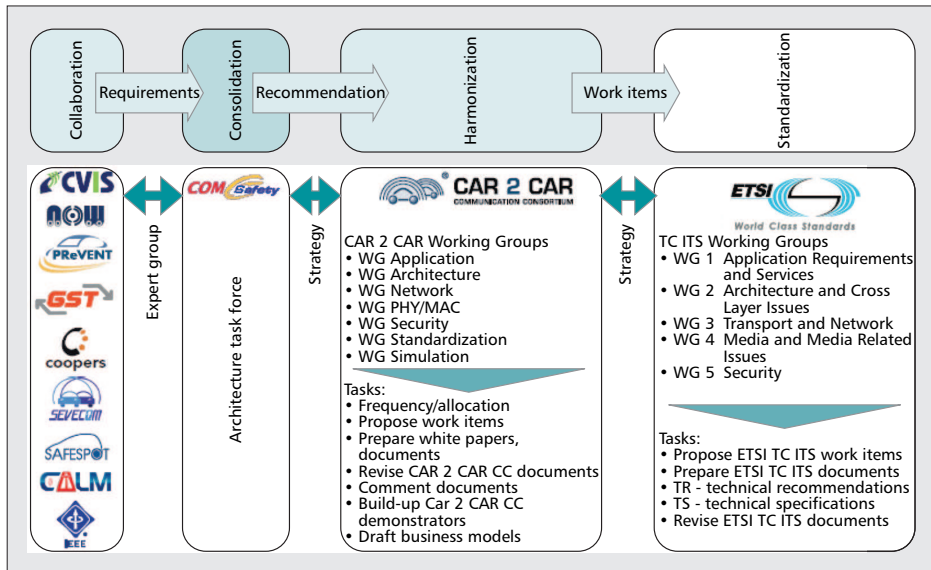 Collaboration
Requirements
Consolidation
Recommendation
Harmonization
Work items
Standardization
CVIS
NOW
PReVENT
GST
coopers
SEVECOM
SAFESPOT
CALM
IEEE
Expert group
COM Safety
Architecture task force
Strategy
CAR 2 CAR
COMMUNICATION CONSORTIUM
CAR 2 CAR Working Groups
• WG Application
• WG Architecture
• WG Network
• WG PHY/MAC
• WG Security
• WG Standardization
• WG Simulation
Tasks:
• Frequency/allocation
• Propose work items
• Prepare white papers,
documents
• Revise CAR 2 CAR CC documents
• Comment documents
• Build-up Car 2 CAR CC
demonstrators
• Draft business models
Strategy
ETSI
World Class Standards
TC ITS Working Groups
• WG 1 Application Requirements
and Services
• WG 2 Architecture and Cross
Layer Issues
• WG 3 Transport and Network
• WG 4 Media and Media Related
Issues
• WG 5 Security
Tasks:
• Propose ETSI TC ITS work items
• Prepare ETSI TC ITS documents
• TR - technical recommendations
• TS - technical specifications
• Revise ETSI TC ITS documents